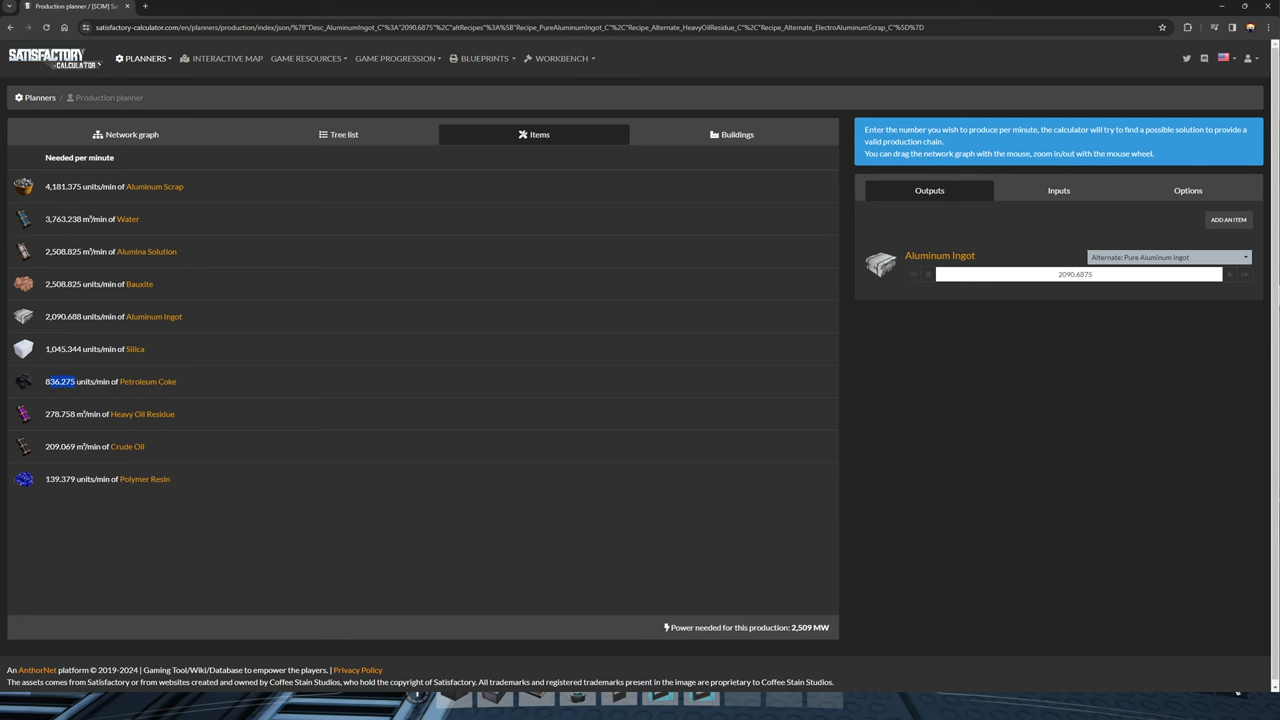 Production planner / [SCIM]
satisfactory-calculator.com/en/planners/production/index/json/%7B"Desc_AluminumIngot_C"%3A"2090.6875"%2C"altRecipes"%3A%5B"Recipe_PureAluminumIngot_C"%2C"Recipe_Alternate_HeavyOilResidue_C"%2C"Recipe_Alternate_ElectroAluminumScrap_C"%5D%7D
SATISFACTORY
CALCULATOR
PLANNERS
INTERACTIVE MAP
GAME RESOURCES
GAME PROGRESSION
BLUEPRINTS
WORKBENCH
Planners / Production planner
Network graph
Tree list
Items
Buildings
Needed per minute
4,181.375 units/min of Aluminum Scrap
3,763.238 m³/min of Water
2,508.825 m³/min of Alumina Solution
2,508.825 units/min of Bauxite
2,090.688 units/min of Aluminum Ingot
1,045.344 units/min of Silica
836.275 units/min of Petroleum Coke
278.758 m³/min of Heavy Oil Residue
209.069 m³/min of Crude Oil
139.379 units/min of Polymer Resin
Power needed for this production: 2,509 MW
Enter the number you wish to produce per minute, the calculator will try to find a possible solution to provide a
valid production chain.
You can drag the network graph with the mouse, zoom in/out with the mouse wheel.
Outputs
Inputs
Options
ADD AN ITEM
Aluminum Ingot
Alternate: Pure Aluminum Ingot
2090.6875
An AnthorNet platform © 2019-2024 | Gaming Tool/Wiki/Database to empower the players. | Privacy Policy
The assets comes from Satisfactory or from websites created and owned by Coffee Stain Studios, who hold the copyright of Satisfactory. All trademarks and registered trademarks present in the image are proprietary to Coffee Stain Studios.